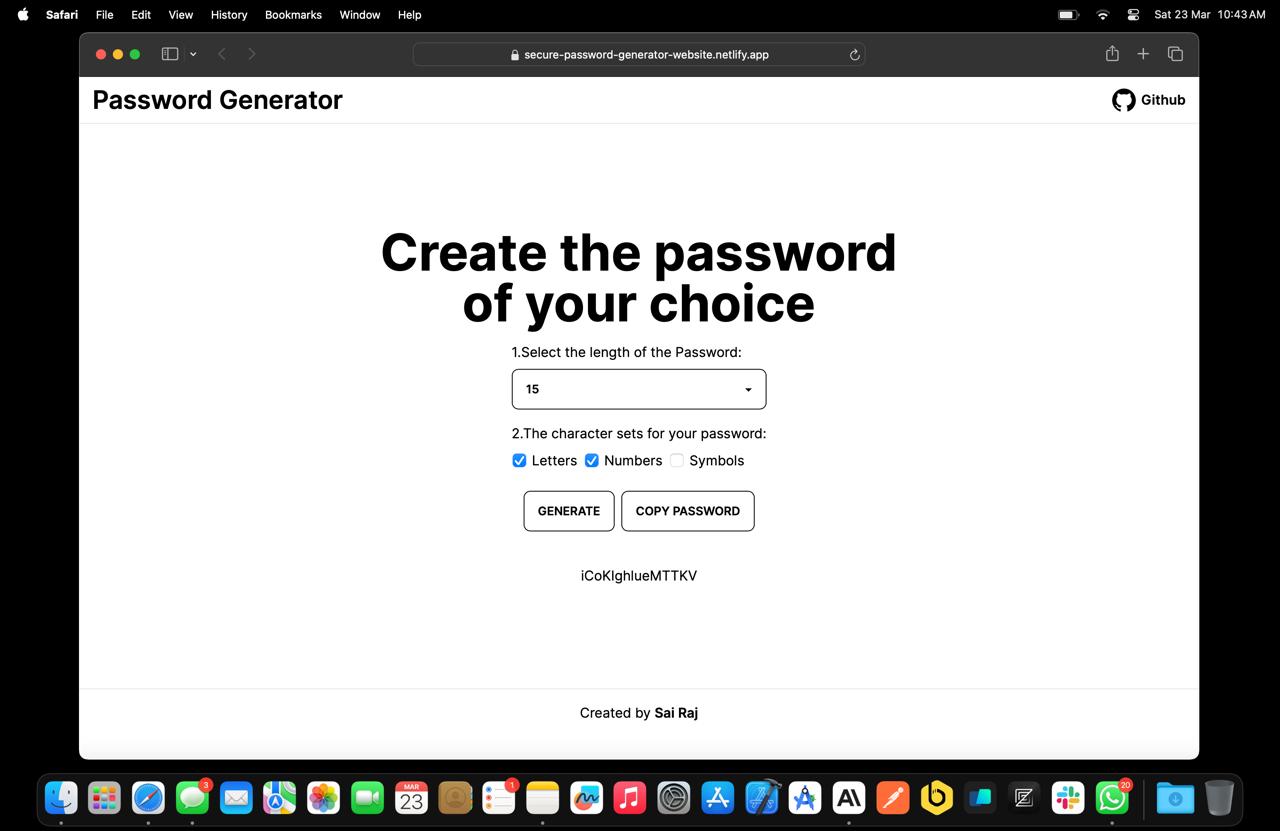 Safari File Edit View History Bookmarks Window Help Sat 23 Mar 10:43 AM
secure-password-generator-website.netlify.app
Password Generator Github
Create the password
of your choice
1.Select the length of the Password:
15
2.The character sets for your password:
Letters Numbers Symbols
GENERATE COPY PASSWORD
iCoKIghlueMTTKV
Created by Sai Raj
3 MAR 23 1 20